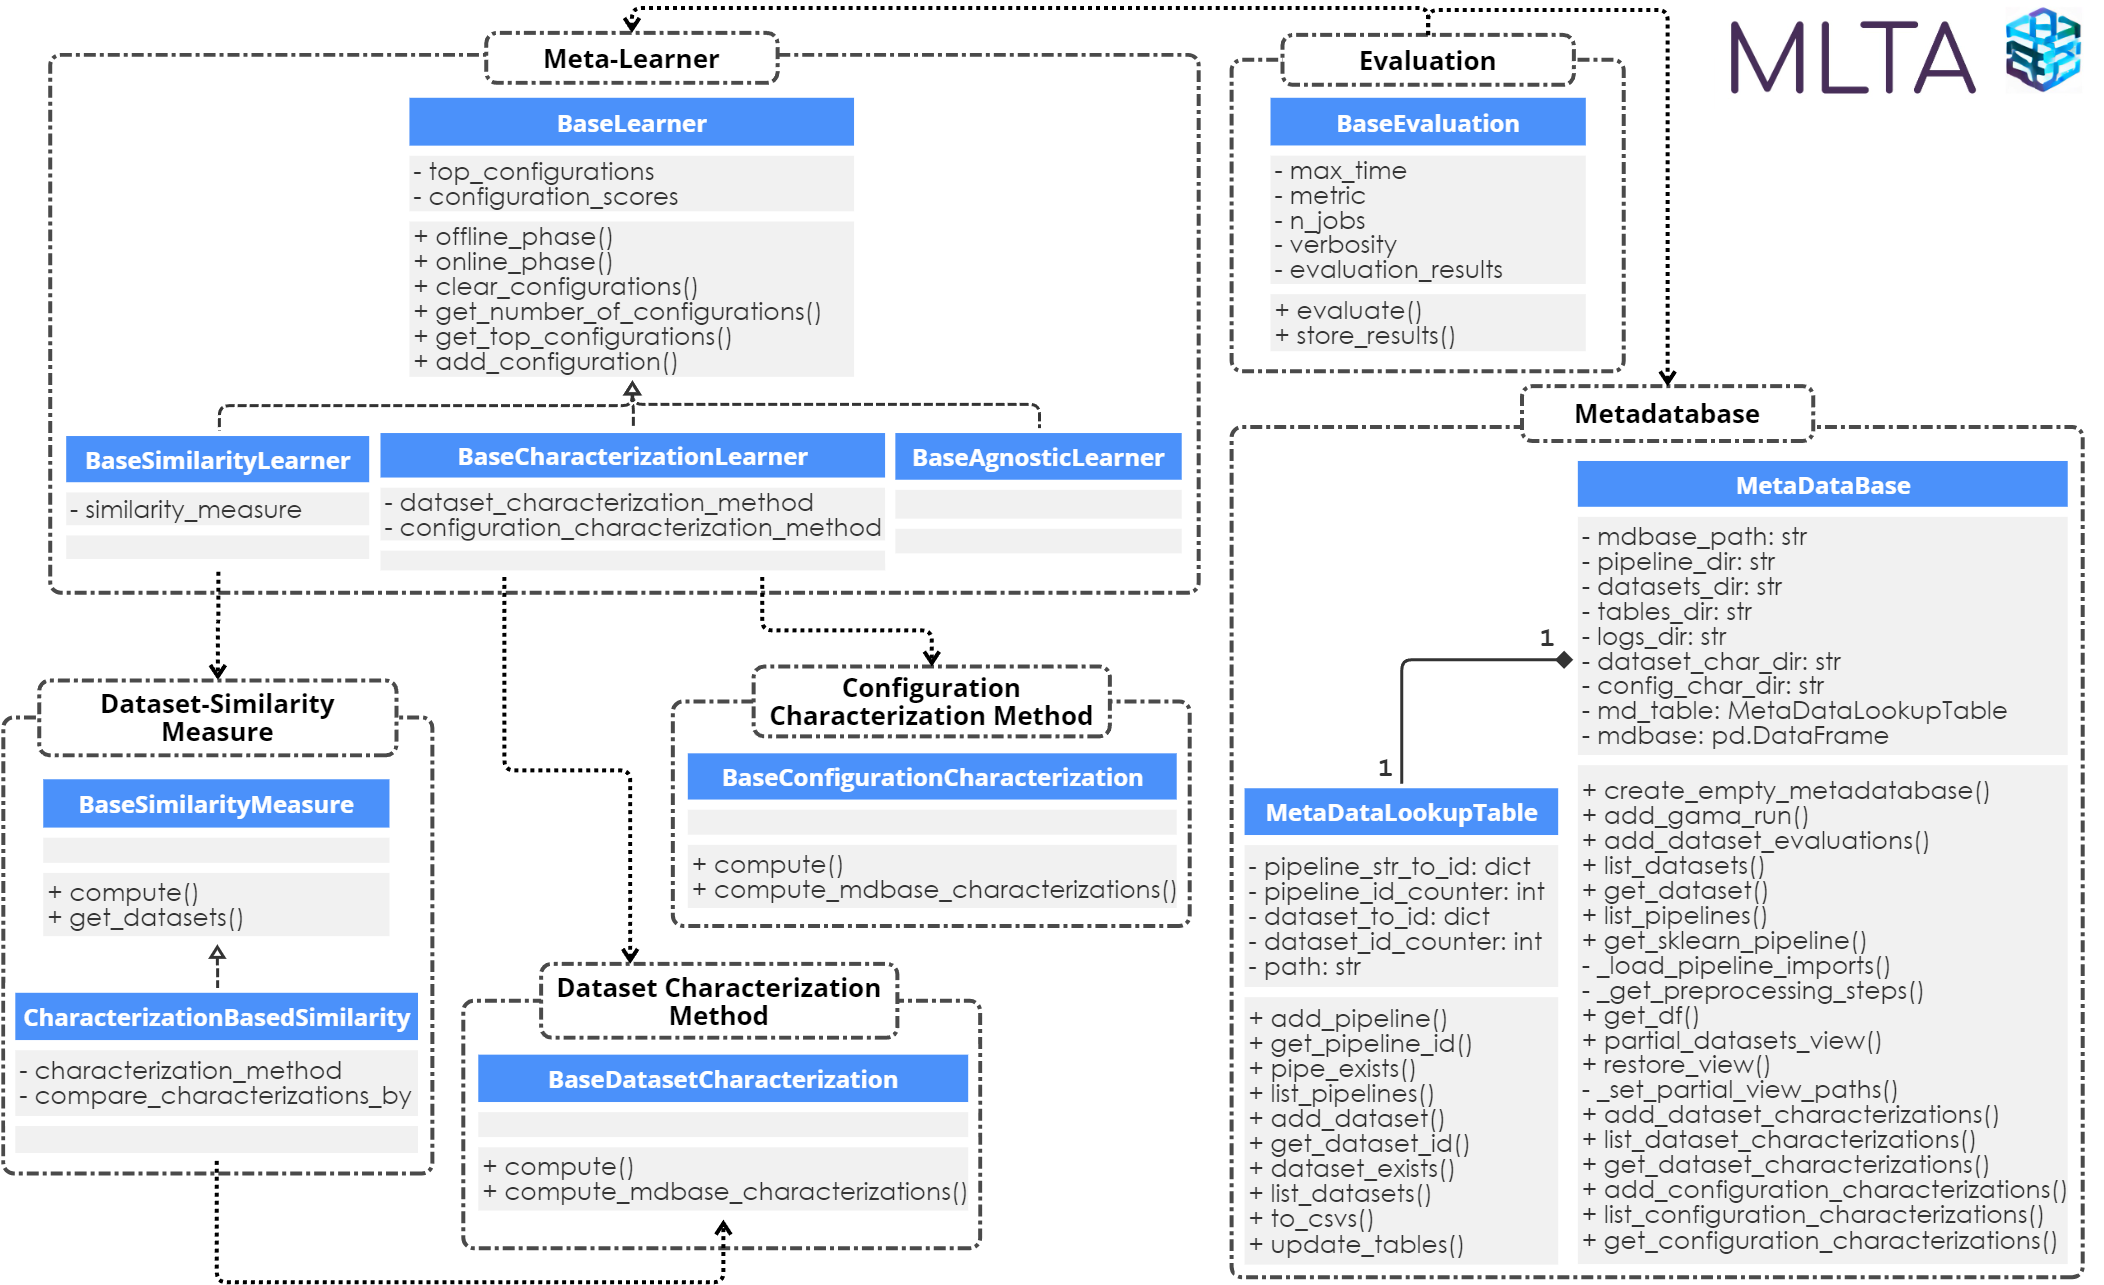 MLTA
Meta-Learner
BaseLearner
- top_configurations
- configuration_scores
+ offline_phase()
+ online_phase()
+ clear_configurations()
+ get_number_of_configurations()
+ get_top_configurations()
+ add_configuration()
BaseSimilarityLearner
- similarity_measure
BaseCharacterizationLearner
- dataset_characterization_method
- configuration_characterization_method
BaseAgnosticLearner
Evaluation
BaseEvaluation
- max_time
- metric
- n_jobs
- verbosity
- evaluation_results
+ evaluate()
+ store_results()
Dataset-Similarity
Measure
BaseSimilarityMeasure
+ compute()
+ get_datasets()
CharacterizationBasedSimilarity
- characterization_method
- compare_characterizations_by
Configuration
Characterization Method
BaseConfigurationCharacterization
+ compute()
+ compute_mdbase_characterizations()
Dataset Characterization
Method
BaseDatasetCharacterization
+ compute()
+ compute_mdbase_characterizations()
Metadatabase
MetaDataBase
- mdbase_path: str
- pipeline_dir: str
- datasets_dir: str
- tables_dir: str
- logs_dir: str
- dataset_char_dir: str
- config_char_dir: str
- md_table: MetaDataLookupTable
- mdbase: pd.DataFrame
+ create_empty_metadatabase()
+ add_gama_run()
+ add_dataset_evaluations()
+ list_datasets()
+ get_dataset()
+ list_pipelines()
+ get_sklearn_pipeline()
- _load_pipeline_imports()
- _get_preprocessing_steps()
+ get_df()
+ partial_datasets_view()
+ restore_view()
- _set_partial_view_paths()
+ add_dataset_characterizations()
+ list_dataset_characterizations()
+ get_dataset_characterizations()
+ add_configuration_characterizations()
+ list_configuration_characterizations()
+ get_configuration_characterizations()
1
1
MetaDataLookupTable
- pipeline_str_to_id: dict
- pipeline_id_counter: int
- dataset_to_id: dict
- dataset_id_counter: int
- path: str
+ add_pipeline()
+ get_pipeline_id()
+ pipe_exists()
+ list_pipelines()
+ add_dataset()
+ get_dataset_id()
+ dataset_exists()
+ list_datasets()
+ to_csvs()
+ update_tables()